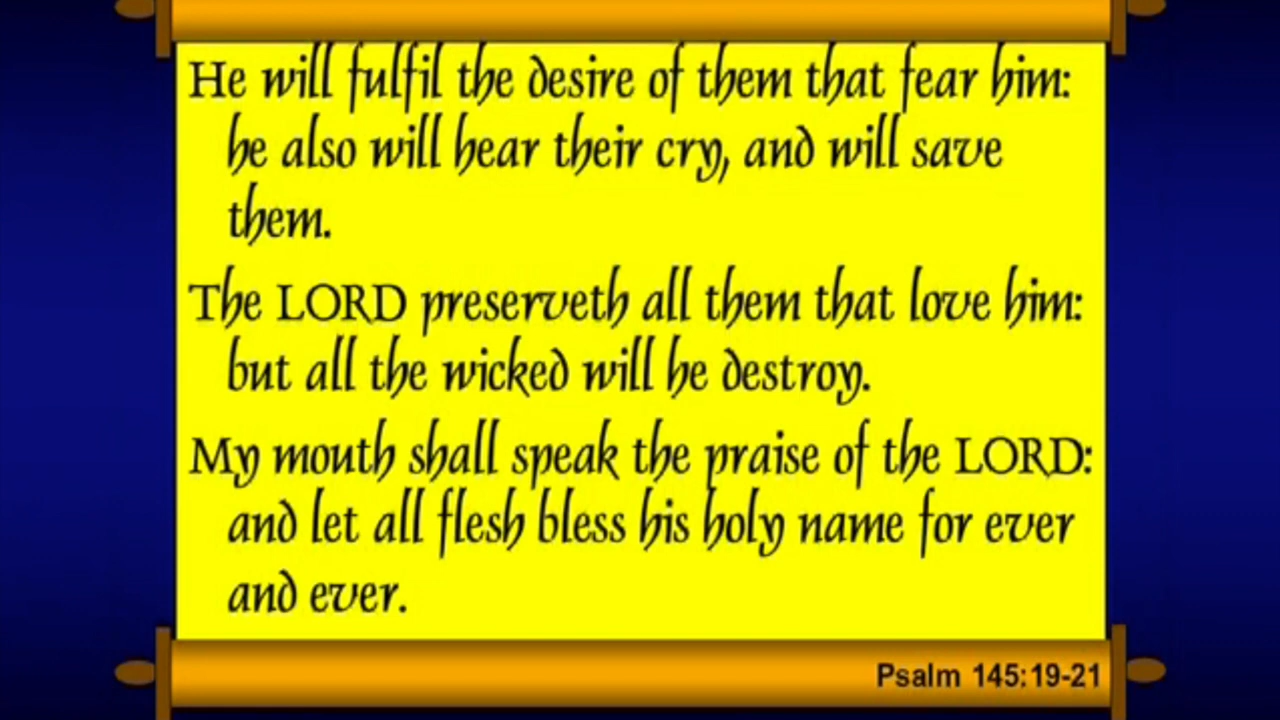 He will fulfil the desire of them that fear him:
he also will hear their cry, and will save
them.
The LORD preserveth all them that love him:
but all the wicked will he destroy.
My mouth shall speak the praise of the LORD:
and let all flesh bless his holy name for ever
and ever.
Psalm 145:19-21